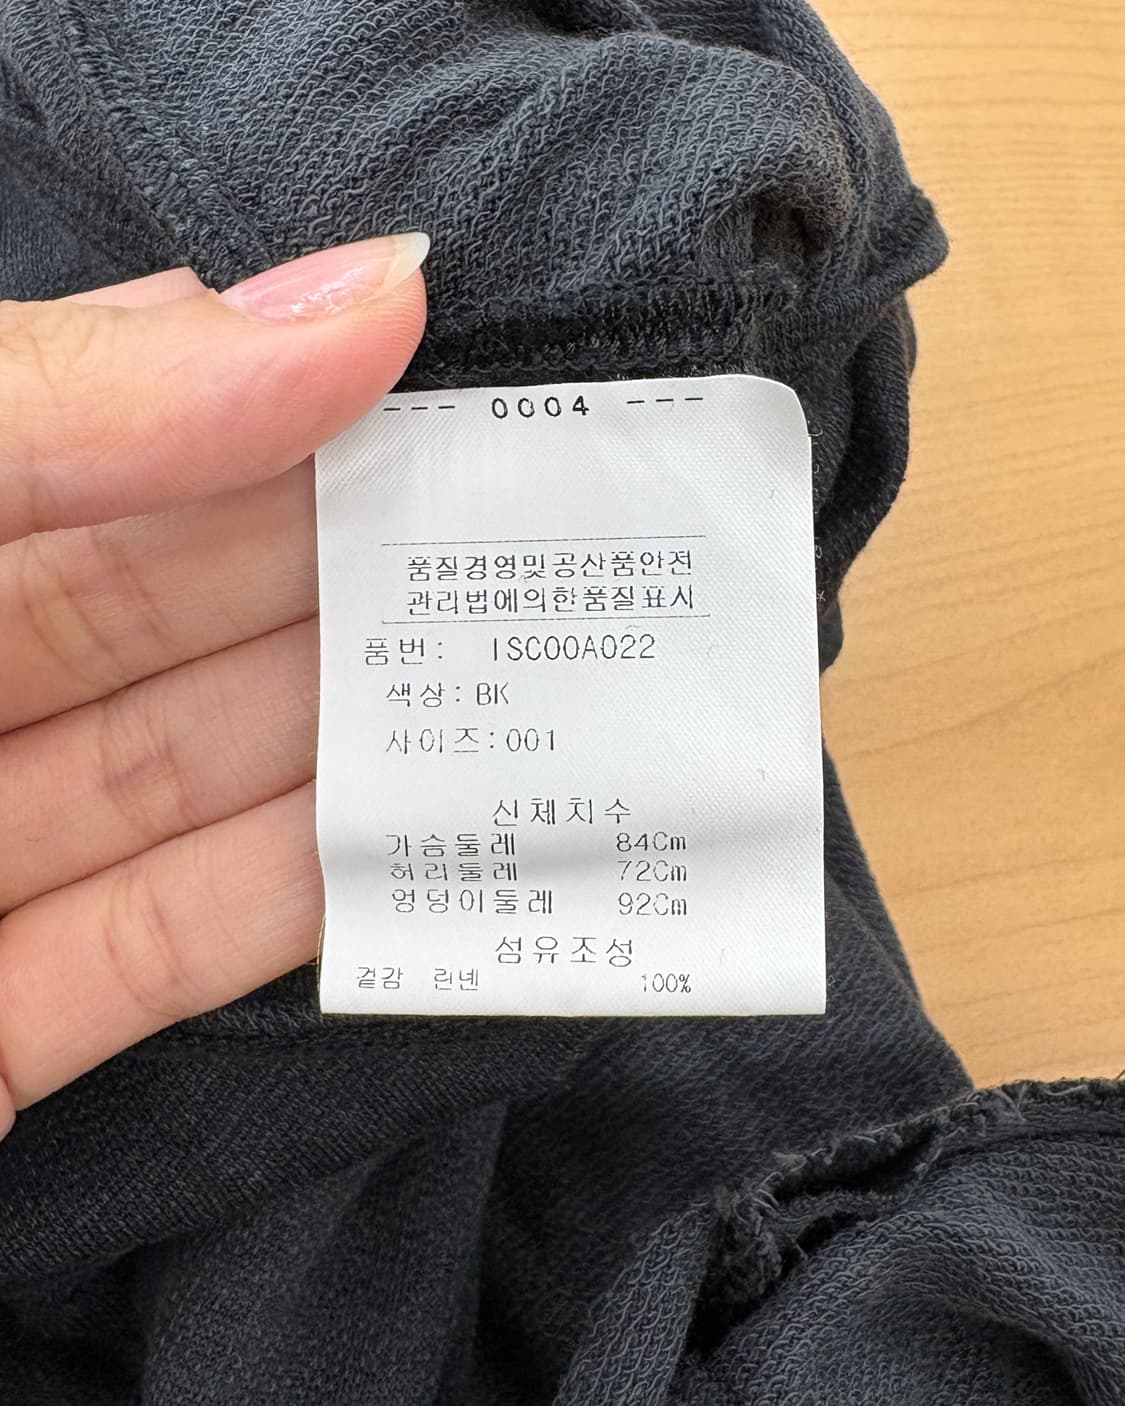 --- 0004 ---
품질경영및공산품안전
관리법에의한품질표시
품번: ISC00A022
색상: BK
사이즈: 001
신체치수
가슴둘레 84Cm
허리둘레 72Cm
엉덩이둘레 92Cm
섬유조성
겉감 린넨 100%